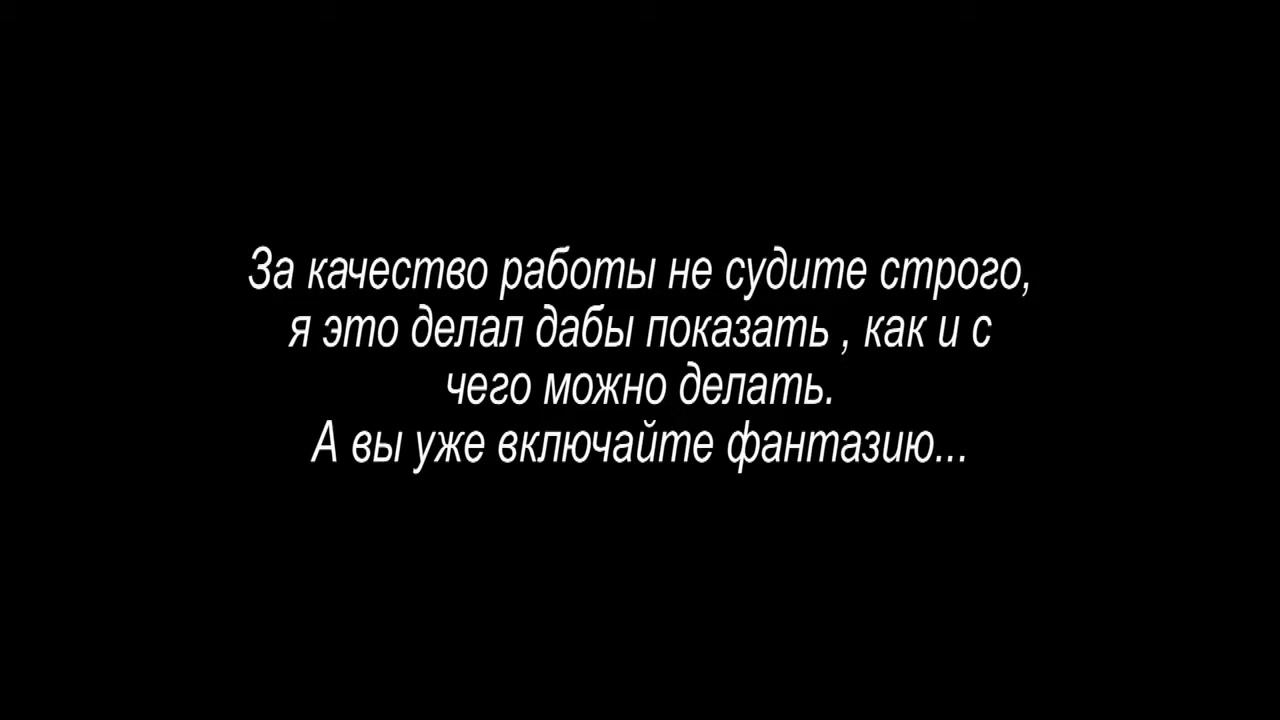 За качество работы не судите строго,
я это делал дабы показать , как и с
чего можно делать.
А вы уже включайте фантазию...